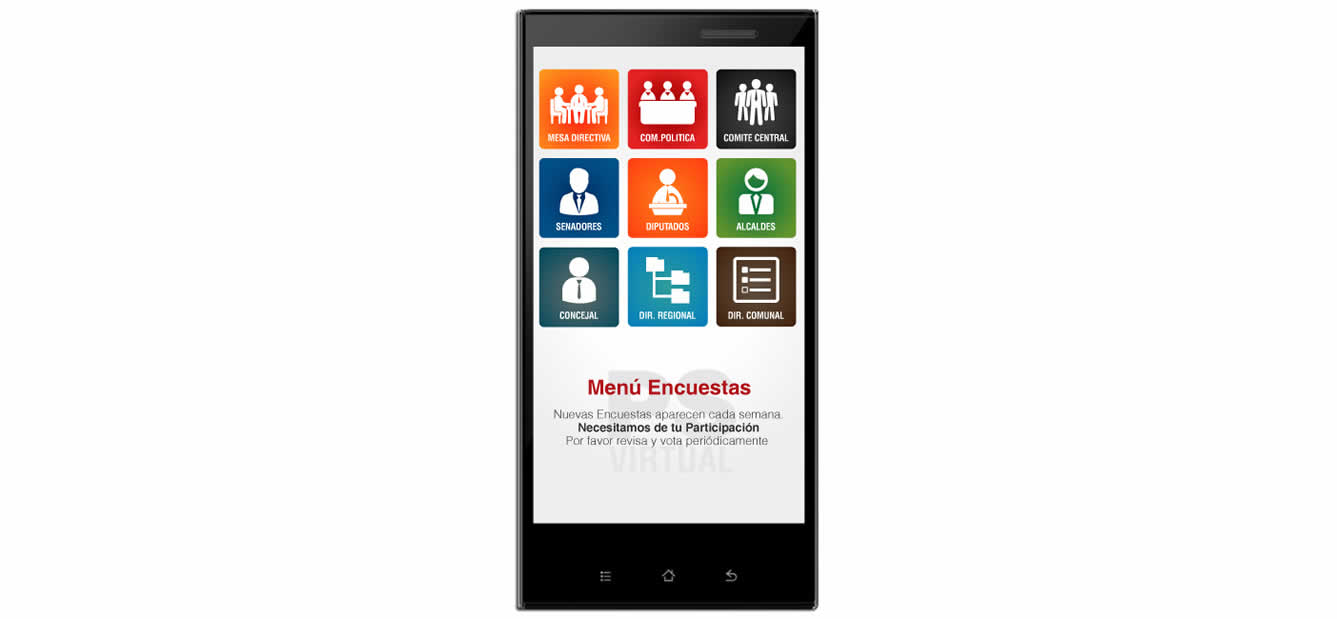 MESA DIRECTIVA
COM.POLITICA
COMITE CENTRAL
SENADORES
DIPUTADOS
ALCALDES
CONCEJAL
DIR. REGIONAL
DIR. COMUNAL
PS
Menú Encuestas
Nuevas Encuestas aparecen cada semana.
Necesitamos de tu Participación
Por favor revisa y vota periódicamente
VIRTUAL